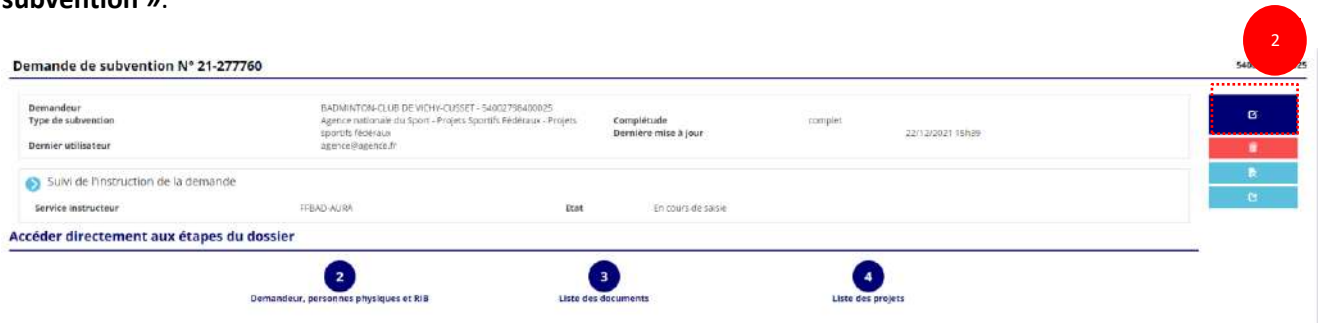 subvention ».
2
Demande de subvention N° 21-277760
Demandeur BADMINTON-CLUB DE VICHY-CUSSET - 54002798400025
Type de subvention Agence nationale du Sport - Projets Sportifs Fédéraux - Projets sportifs fédéraux
Complétude complet
Dernière mise à jour 22/12/2021 15h39
Dernier utilisateur agence@agence.fr
Suivi de l'instruction de la demande
Service instructeur FFBAD-AURA Etat En cours de saisie
Accéder directement aux étapes du dossier
2 3 4
Demandeur, personnes physiques et RIB Liste des documents Liste des projets